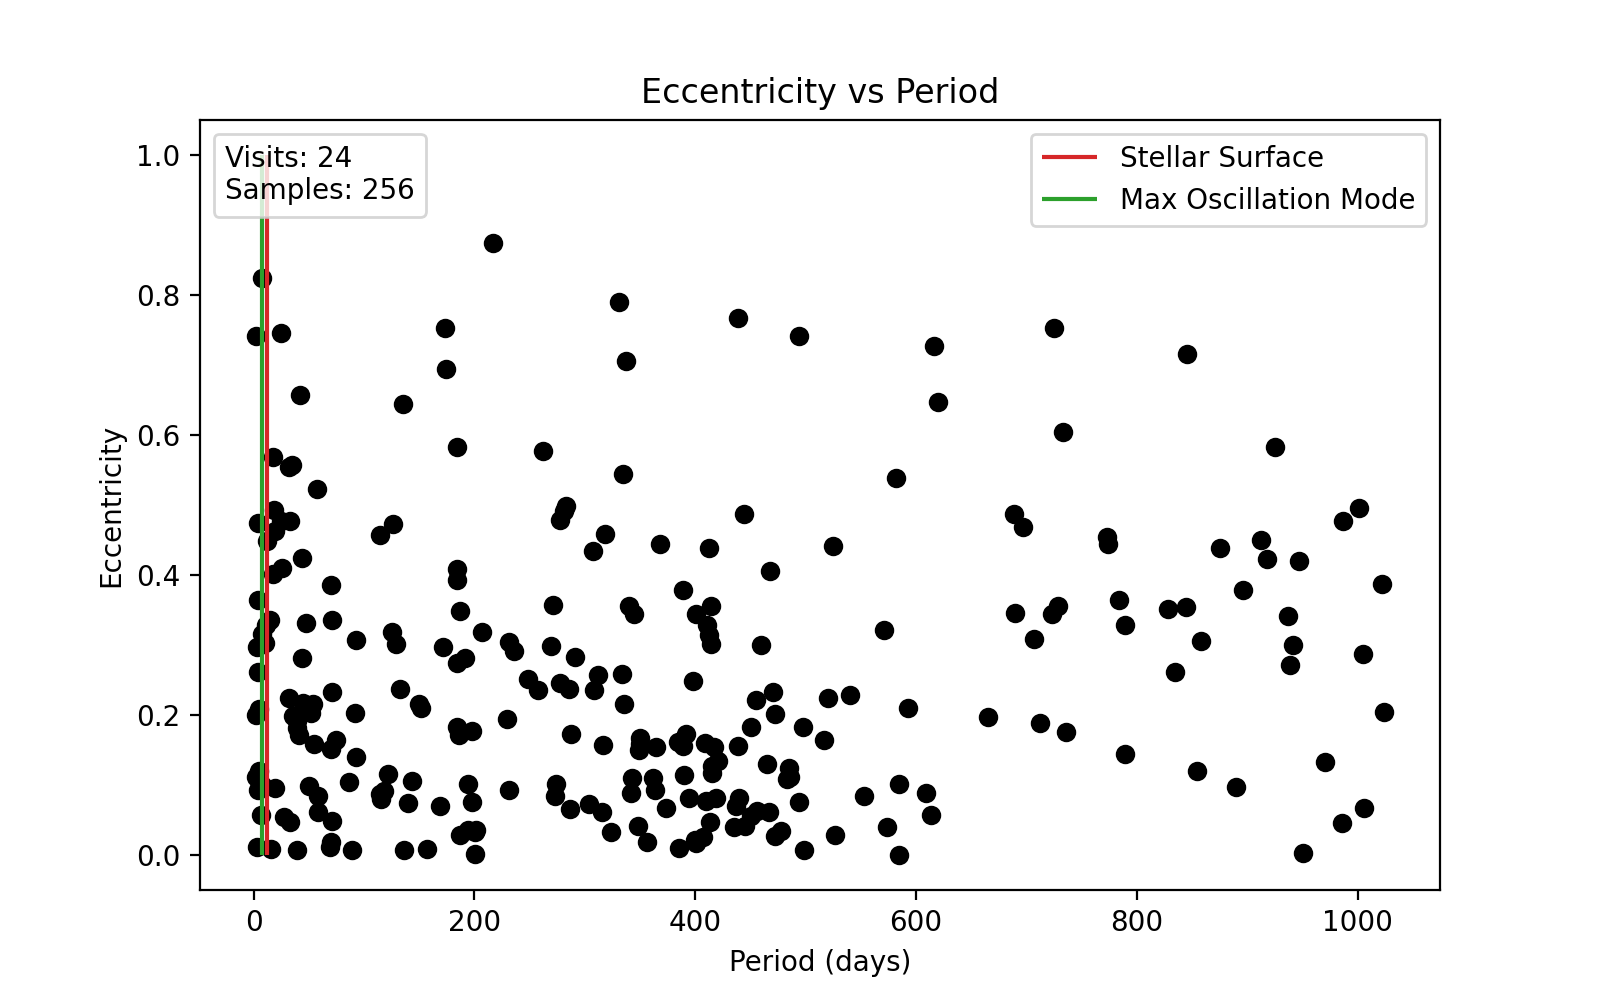 Eccentricity vs Period
Visits: 24
Samples: 256
Stellar Surface
Max Oscillation Mode
1.0
0.8
0.6
0.4
0.2
0.0
Eccentricity
0
200
400
600
800
1000
Period (days)